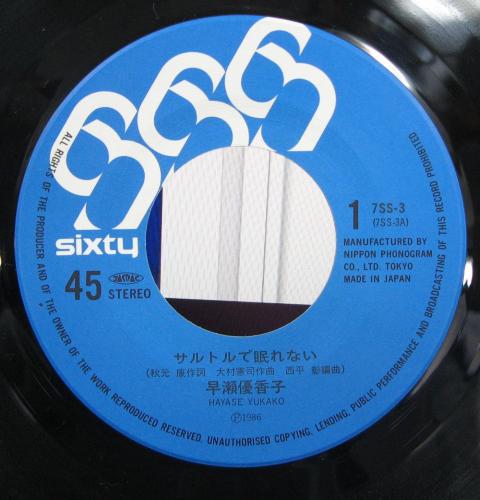 sixty
45 STEREO
JASRAC
1
7SS-3
(7SS-3A)
MANUFACTURED BY
NIPPON PHONOGRAM
CO., LTD. TOKYO
MADE IN JAPAN
サルトルで眠れない
(秋元 康作詞 大村憲司作曲 西平 彰編曲)
早瀬優香子
HAYASE YUKAKO
Ⓟ1986
ALL RIGHTS OF THE PRODUCER AND OF THE OWNER OF THE WORK REPRODUCED RESERVED. UNAUTHORISED COPYING, LENDING, PUBLIC PERFORMANCE AND BROADCASTING OF THIS RECORD PROHIBITED